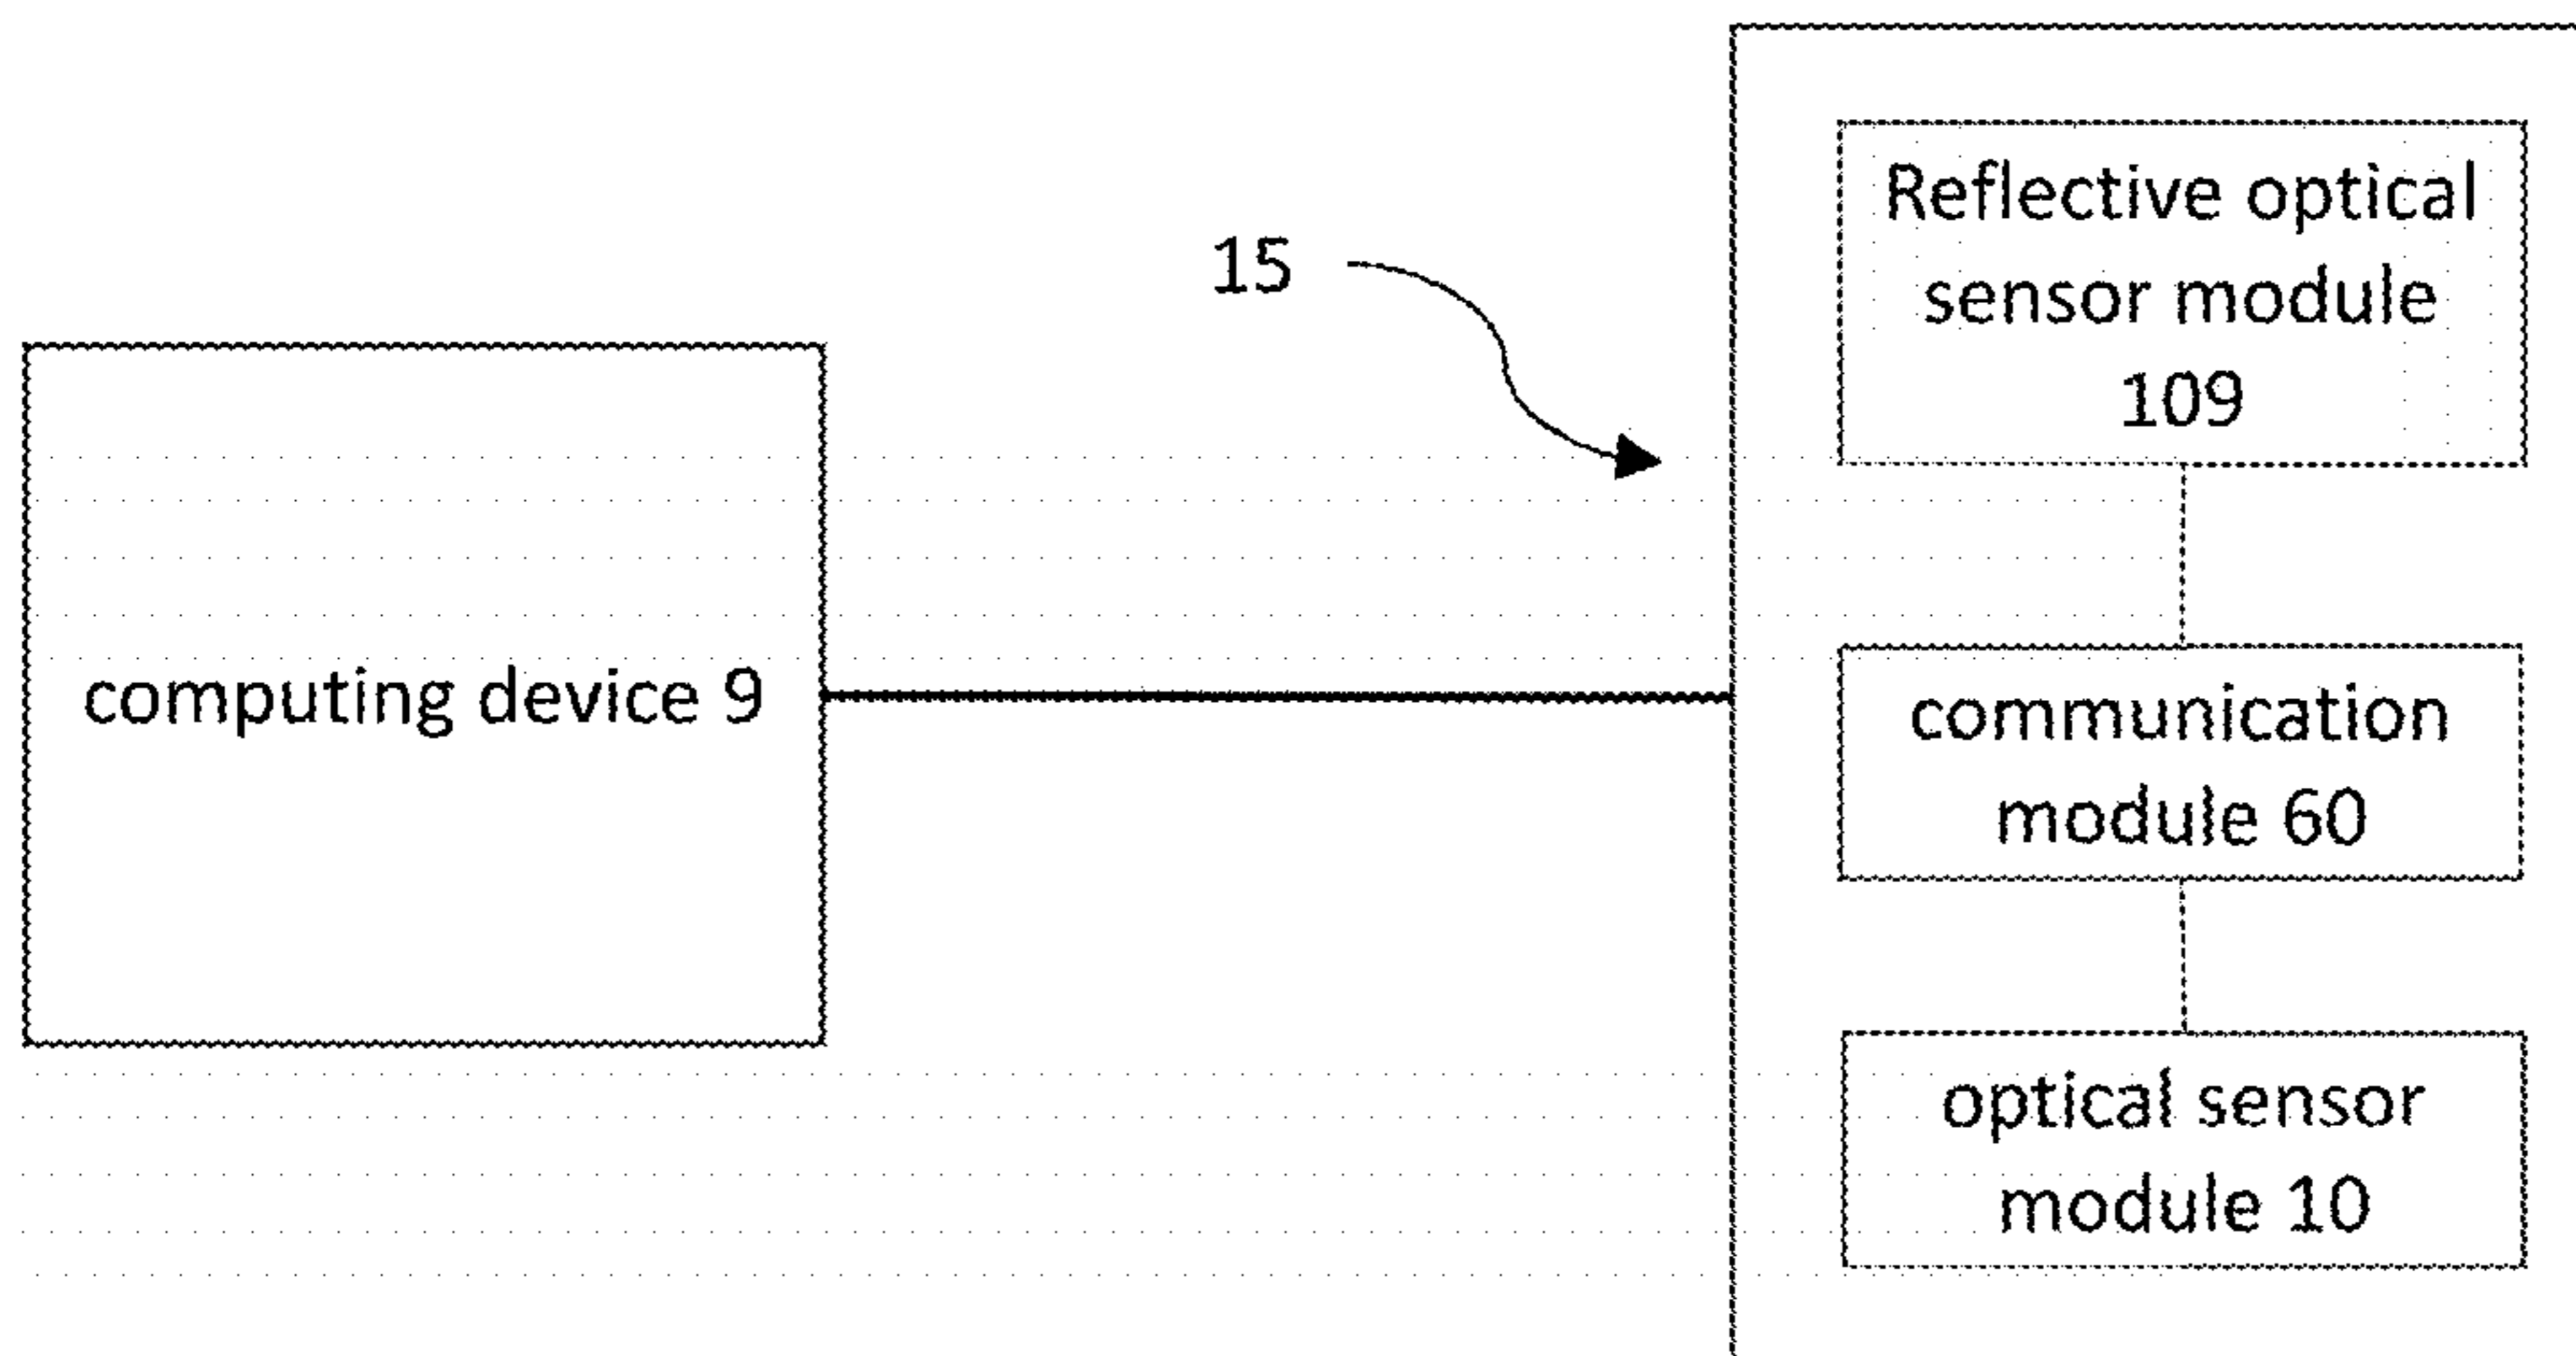 15
Reflective optical
sensor module
109
computing device 9
communication
module 60
optical sensor
module 10